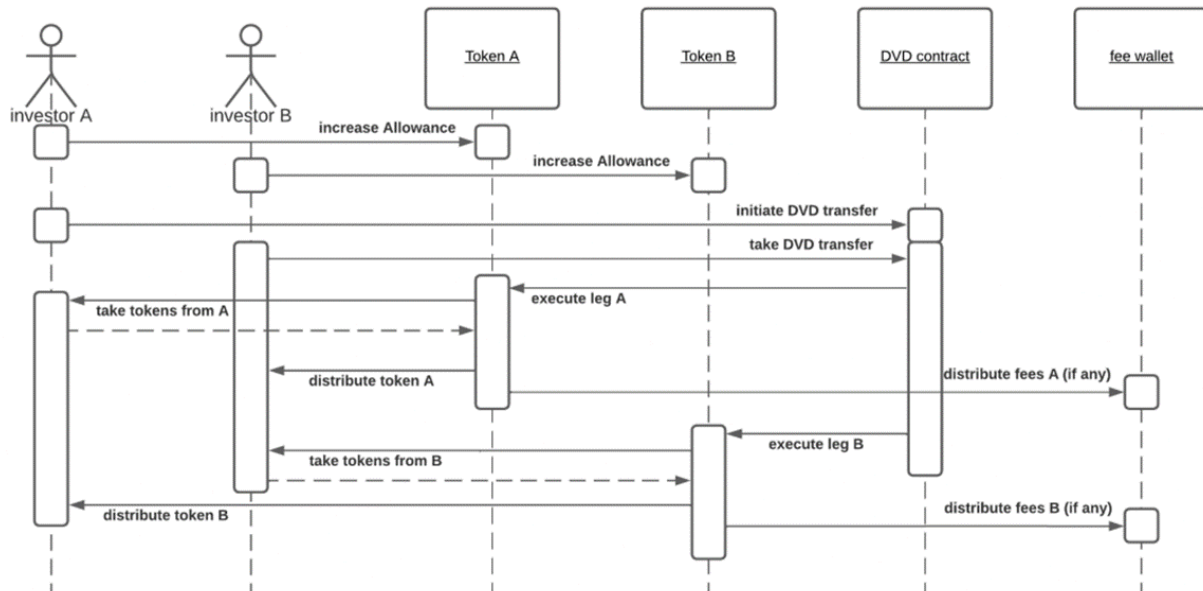 Token A
Token B
DVD contract
fee wallet
investor A
investor B
increase Allowance
increase Allowance
initiate DVD transfer
take DVD transfer
execute leg A
take tokens from A
distribute token A
distribute fees A (if any)
execute leg B
take tokens from B
distribute token B
distribute fees B (if any)